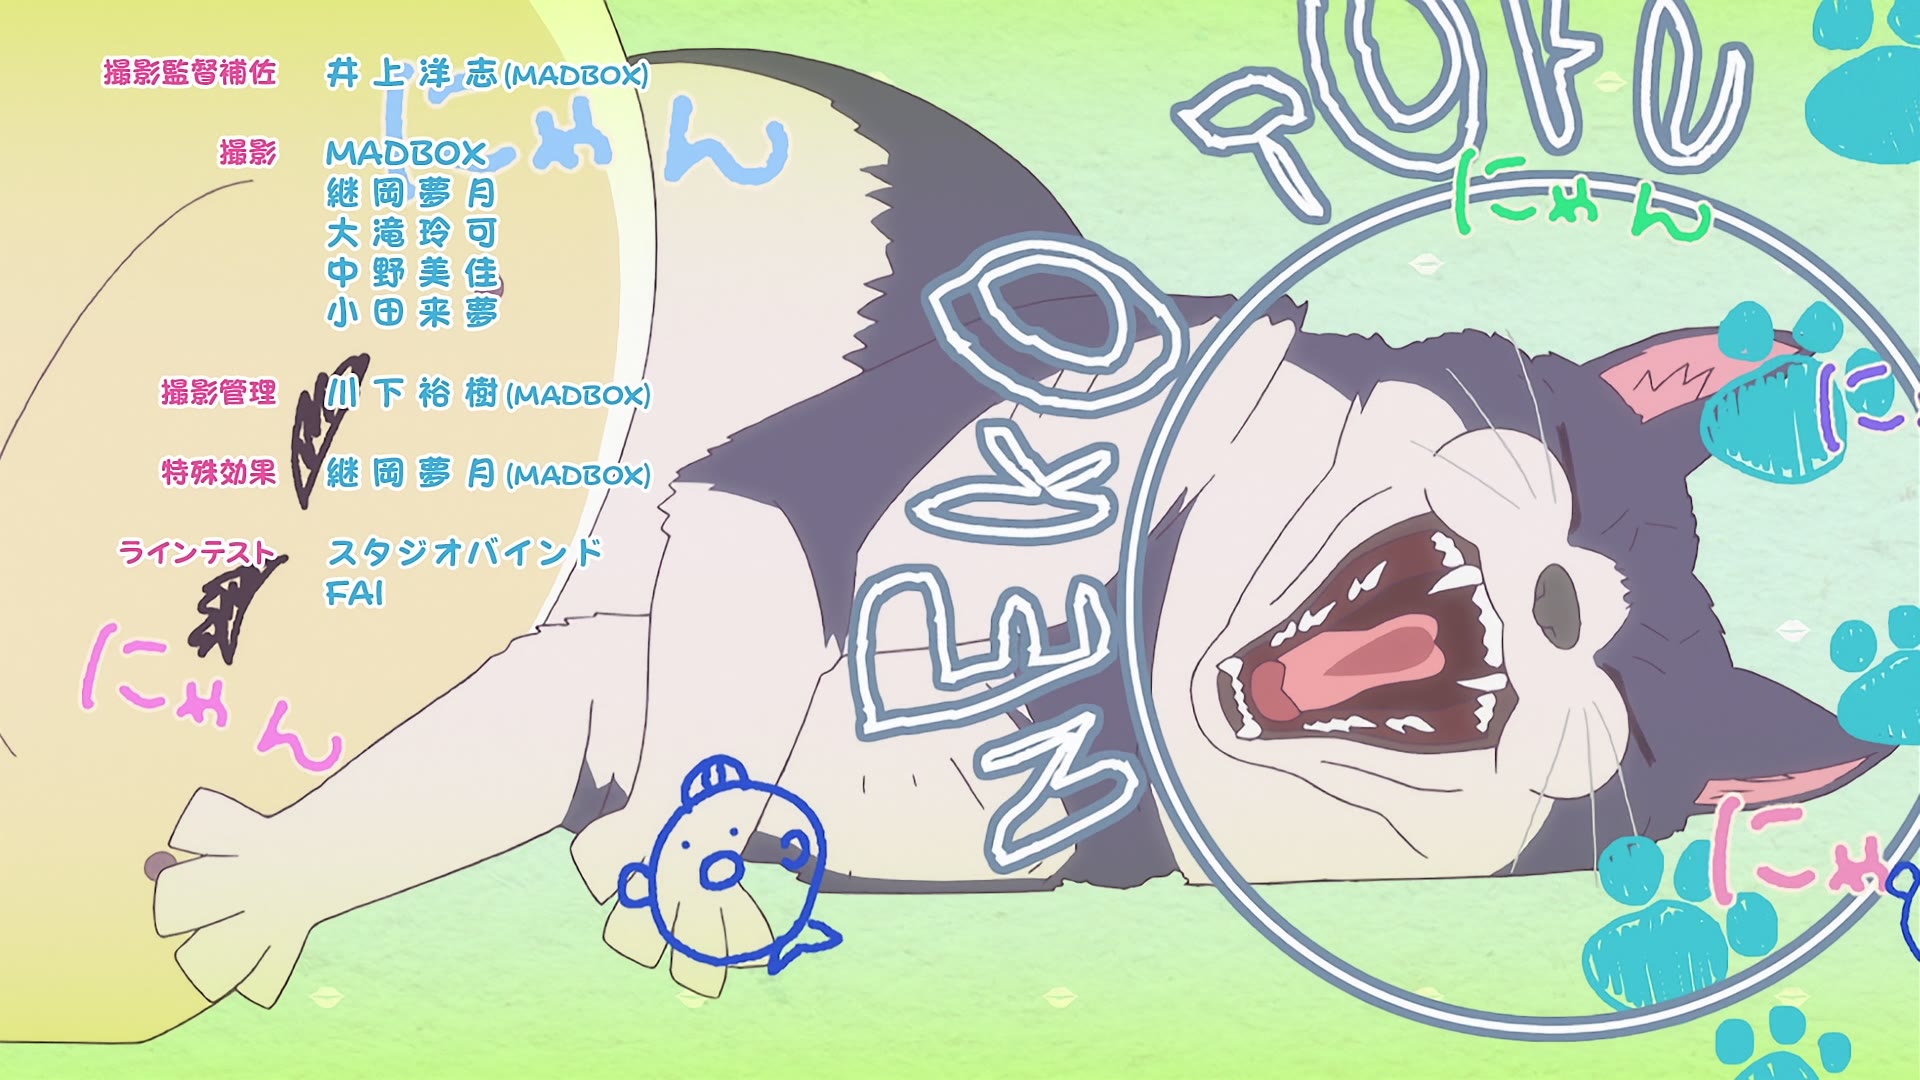 撮影監督補佐 井上洋志(MADBOX)
撮影 MADBOX
継岡夢月
大滝玲可
中野美佳
小田来夢
撮影管理 川下裕樹(MADBOX)
特殊効果 継岡夢月(MADBOX)
ラインテスト スタジオバインド
FAI
にゃん
にゃん
TOFU
にゃん
NEKO
に
にゃ